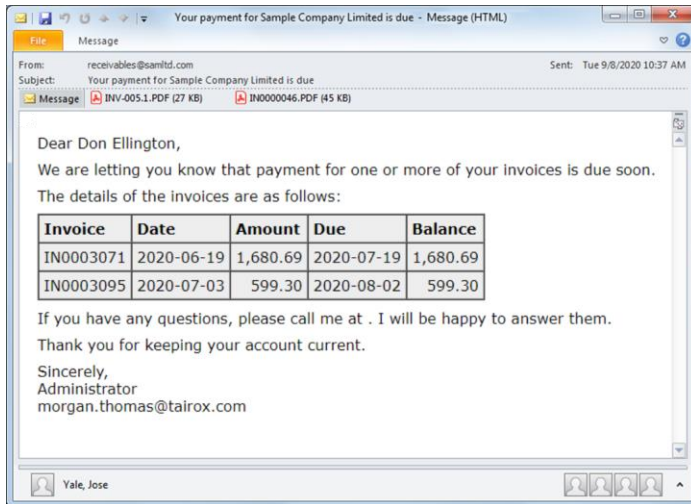 Your payment for Sample Company Limited is due - Message (HTML)
File Message
From: receivables@samltd.com Sent: Tue 9/8/2020 10:37 AM
Subject: Your payment for Sample Company Limited is due
Message INV-005.1.PDF (27 KB) IN0000046.PDF (45 KB)
Dear Don Ellington,
We are letting you know that payment for one or more of your invoices is due soon.
The details of the invoices are as follows:
Invoice Date Amount Due Balance
IN0003071 2020-06-19 1,680.69 2020-07-19 1,680.69
IN0003095 2020-07-03 599.30 2020-08-02 599.30
If you have any questions, please call me at . I will be happy to answer them.
Thank you for keeping your account current.
Sincerely,
Administrator
morgan.thomas@tairox.com
Yale, Jose